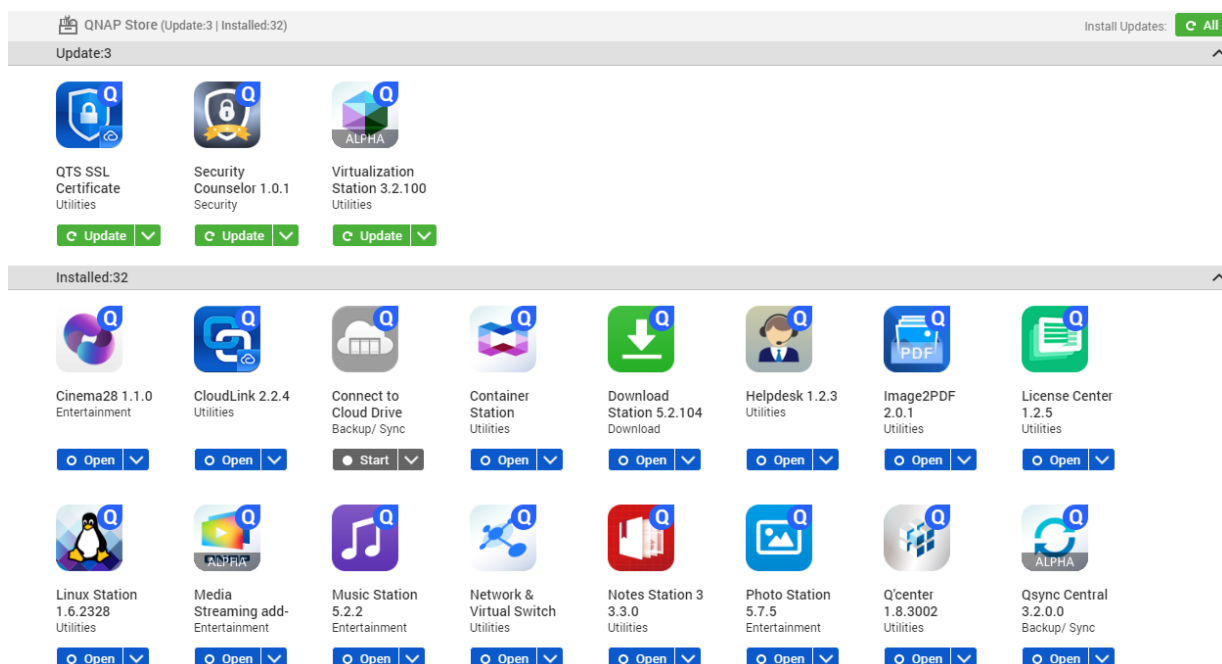 QNAP Store (Update:3 | Installed:32)
Install Updates: All
Update:3
Q Q Q
ALPHA
QTS SSL Security Virtualization
Certificate Counselor 1.0.1 Station 3.2.100
Utilities Security Utilities
Update Update Update
Installed:32
Q Q Q Q Q Q Q Q
PDF
Cinema28 1.1.0 CloudLink 2.2.4 Connect to Container Download Helpdesk 1.2.3 Image2PDF License Center
Entertainment Utilities Cloud Drive Station Station 5.2.104 Utilities 2.0.1 1.2.5
Backup/ Sync Utilities Download Utilities Utilities
Open Open Start Open Open Open Open Open
Q Q Q Q Q Q Q Q
ALPHA ALPHA
Linux Station Media Music Station Network & Notes Station 3 Photo Station Q'center Qsync Central
1.6.2328 Streaming add- 5.2.2 Virtual Switch 3.3.0 5.7.5 1.8.3002 3.2.0.0
Utilities Entertainment Entertainment Utilities Utilities Entertainment Utilities Backup/ Sync
Open Open Open Open Open Open Open Open